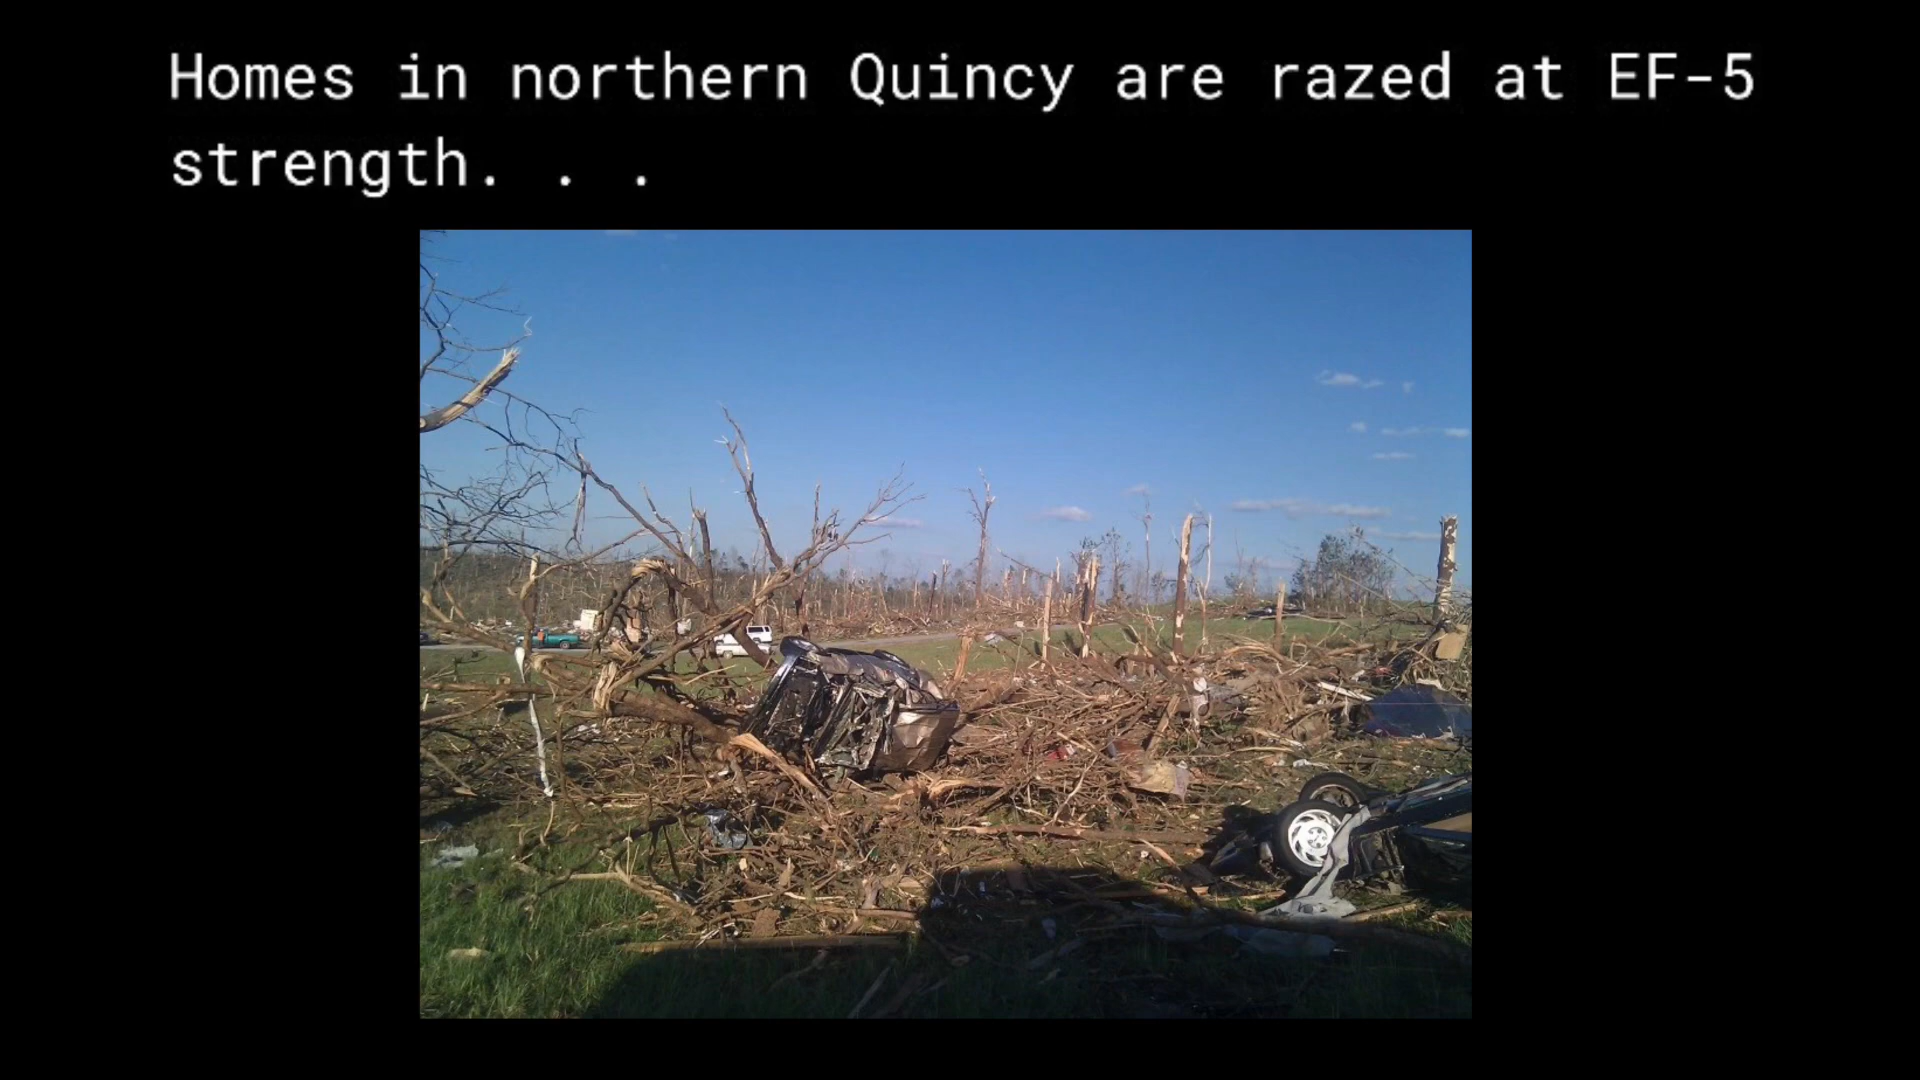 Homes in northern Quincy are razed at EF-5
strength. . .